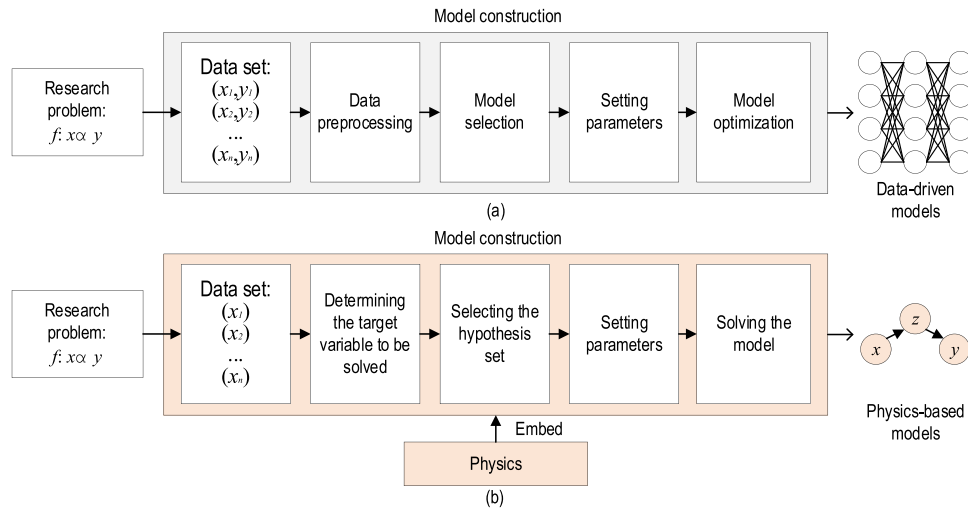 Model construction
Research
problem:
f: x∝ y
Data set:
(x₁,y₁)
(x₂,y₂)
...
(xₙ,yₙ)
Data
preprocessing
Model
selection
Setting
parameters
Model
optimization
Data-driven
models
(a)
Model construction
Research
problem:
f: x∝ y
Data set:
(x₁)
(x₂)
...
(xₙ)
Determining
the target
variable to be
solved
Selecting the
hypothesis
set
Setting
parameters
Solving the
model
x
z
y
Physics-based
models
Embed
Physics
(b)